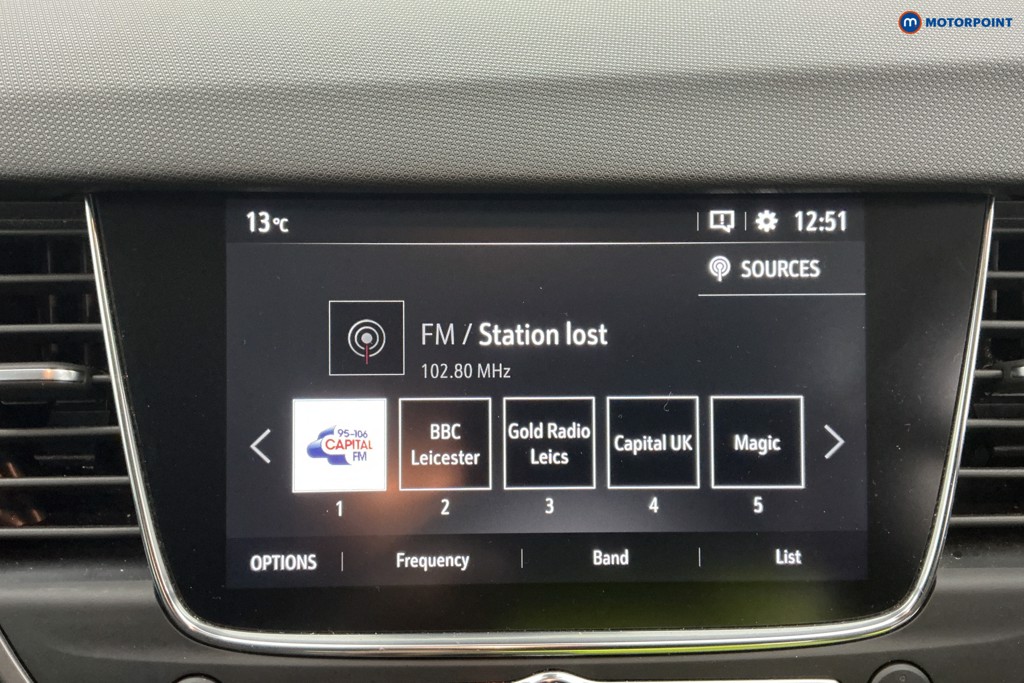 m MOTORPOINT
13°C
12:51
SOURCES
FM / Station lost
102.80 MHz
95-106
CAPITAL
FM
BBC
Leicester
Gold Radio
Leics
Capital UK
Magic
1 2 3 4 5
OPTIONS Frequency Band List